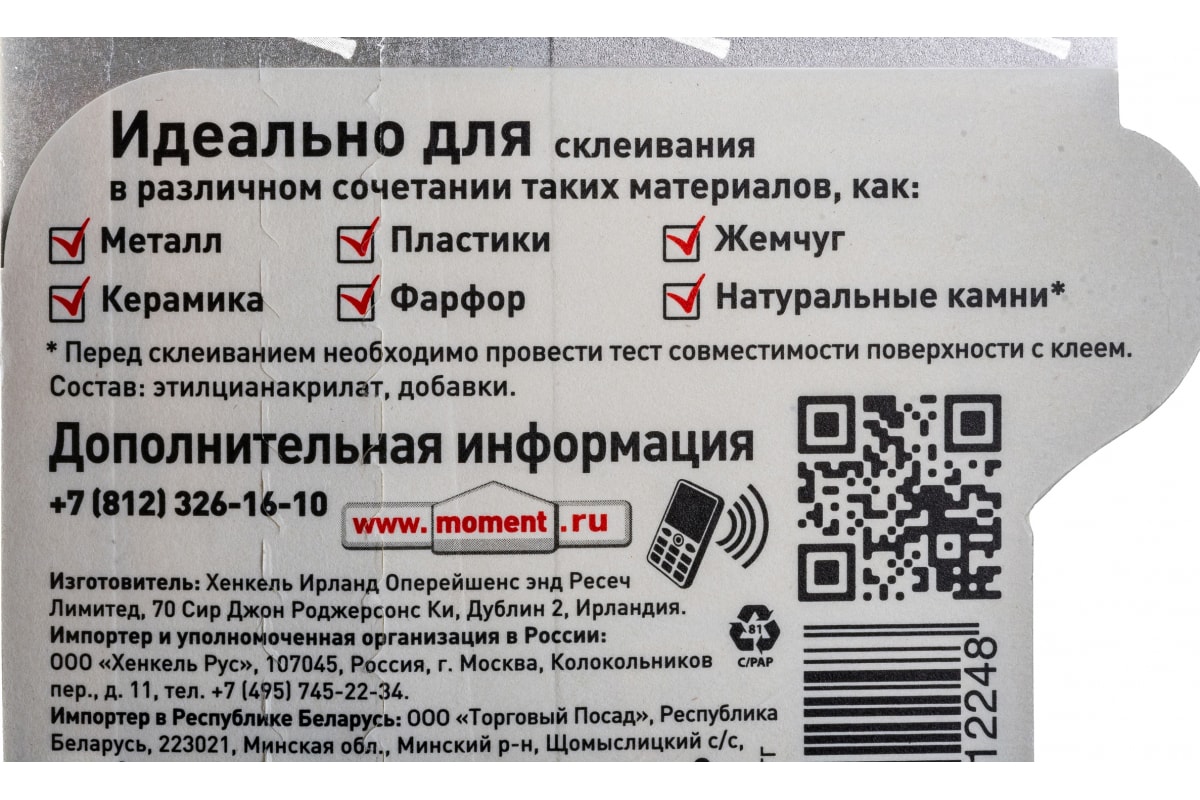 Идеально для склеивания
в различном сочетании таких материалов, как:
Металл Пластики Жемчуг
Керамика Фарфор Натуральные камни*
* Перед склеиванием необходимо провести тест совместимости поверхности с клеем.
Состав: этилцианакрилат, добавки.
Дополнительная информация
+7 (812) 326-16-10
www.moment.ru
Изготовитель: Хенкель Ирланд Оперейшенс энд Ресеч
Лимитед, 70 Сир Джон Роджерсонс Ки, Дублин 2, Ирландия.
Импортер и уполномоченная организация в России:
ООО «Хенкель Рус», 107045, Россия, г. Москва, Колокольников
пер., д. 11, тел. +7 (495) 745-22-34.
Импортер в Республике Беларусь: ООО «Торговый Посад», Республика
Беларусь, 223021, Минская обл., Минский р-н, Щомыслицкий с/с,
81
C/PAP
12248